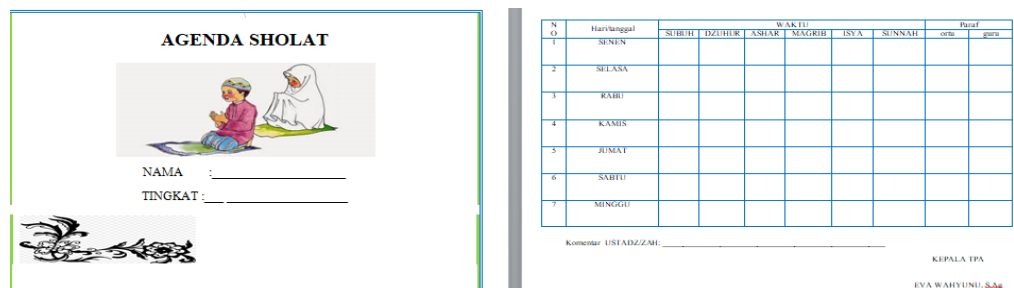 AGENDA SHOLAT
NAMA :
TINGKAT :
NO Hari/tanggal WAKTU Paraf
SUBUH DZUHUR ASHAR MAGRIB ISYA SUNNAH ortu guru
1 SENEN
2 SELASA
3 RABU
4 KAMIS
5 JUMAT
6 SABTU
7 MINGGU
Komentar USTADZ/ZAH:
KEPALA TPA
EVA WAHYUNU, S.Ag